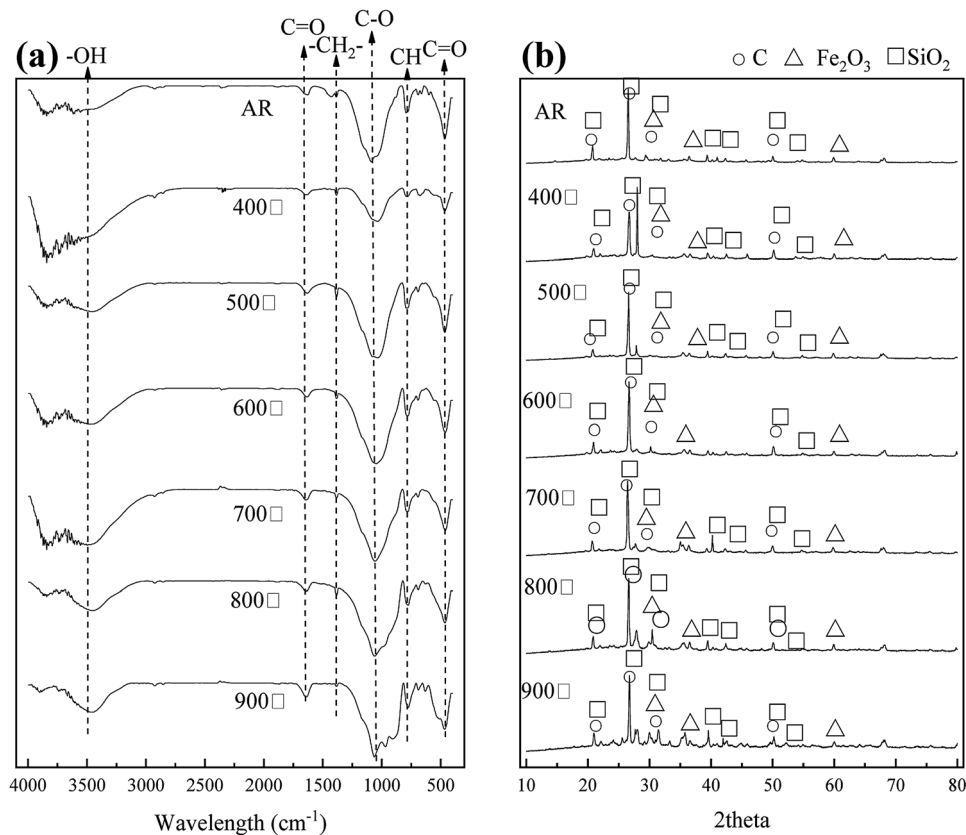 (a)
-OH
C=O
-CH₂-
C-O
CH
C=O
AR
400□
500□
600□
700□
800□
900□
4000 3500 3000 2500 2000 1500 1000 500
Wavelength (cm⁻¹)
(b)
C Fe₂O₃ SiO₂
AR
400□
500□
600□
700□
800□
900□
10 20 30 40 50 60 70 80
2theta